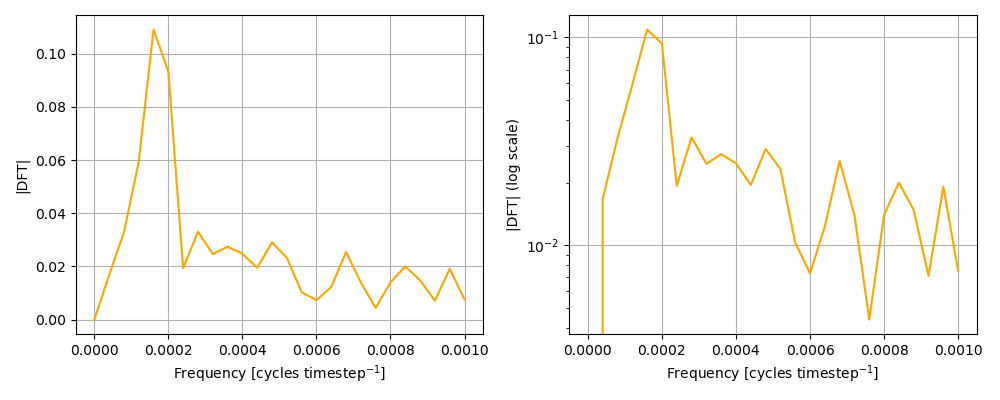 |DFT|
0.10
0.08
0.06
0.04
0.02
0.00
0.0000 0.0002 0.0004 0.0006 0.0008 0.0010
Frequency [cycles timestep⁻¹]
|DFT| (log scale)
10⁻¹
10⁻²
0.0000 0.0002 0.0004 0.0006 0.0008 0.0010
Frequency [cycles timestep⁻¹]